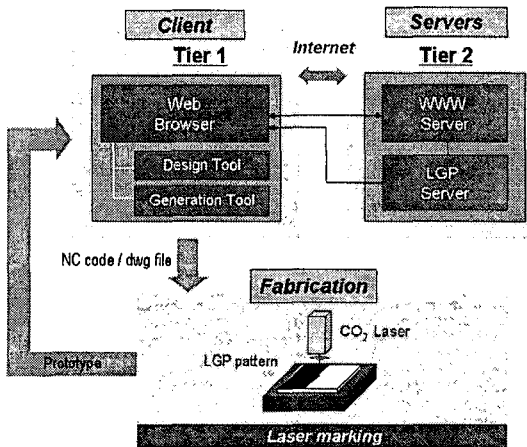 Client
Servers
Tier 1
Internet
Tier 2
Web
Browser
Design Tool
Generation Tool
WWW
Server
LGP
Server
NC code / dwg file
Fabrication
CO2 Laser
LGP pattern
Prototype
Laser marking